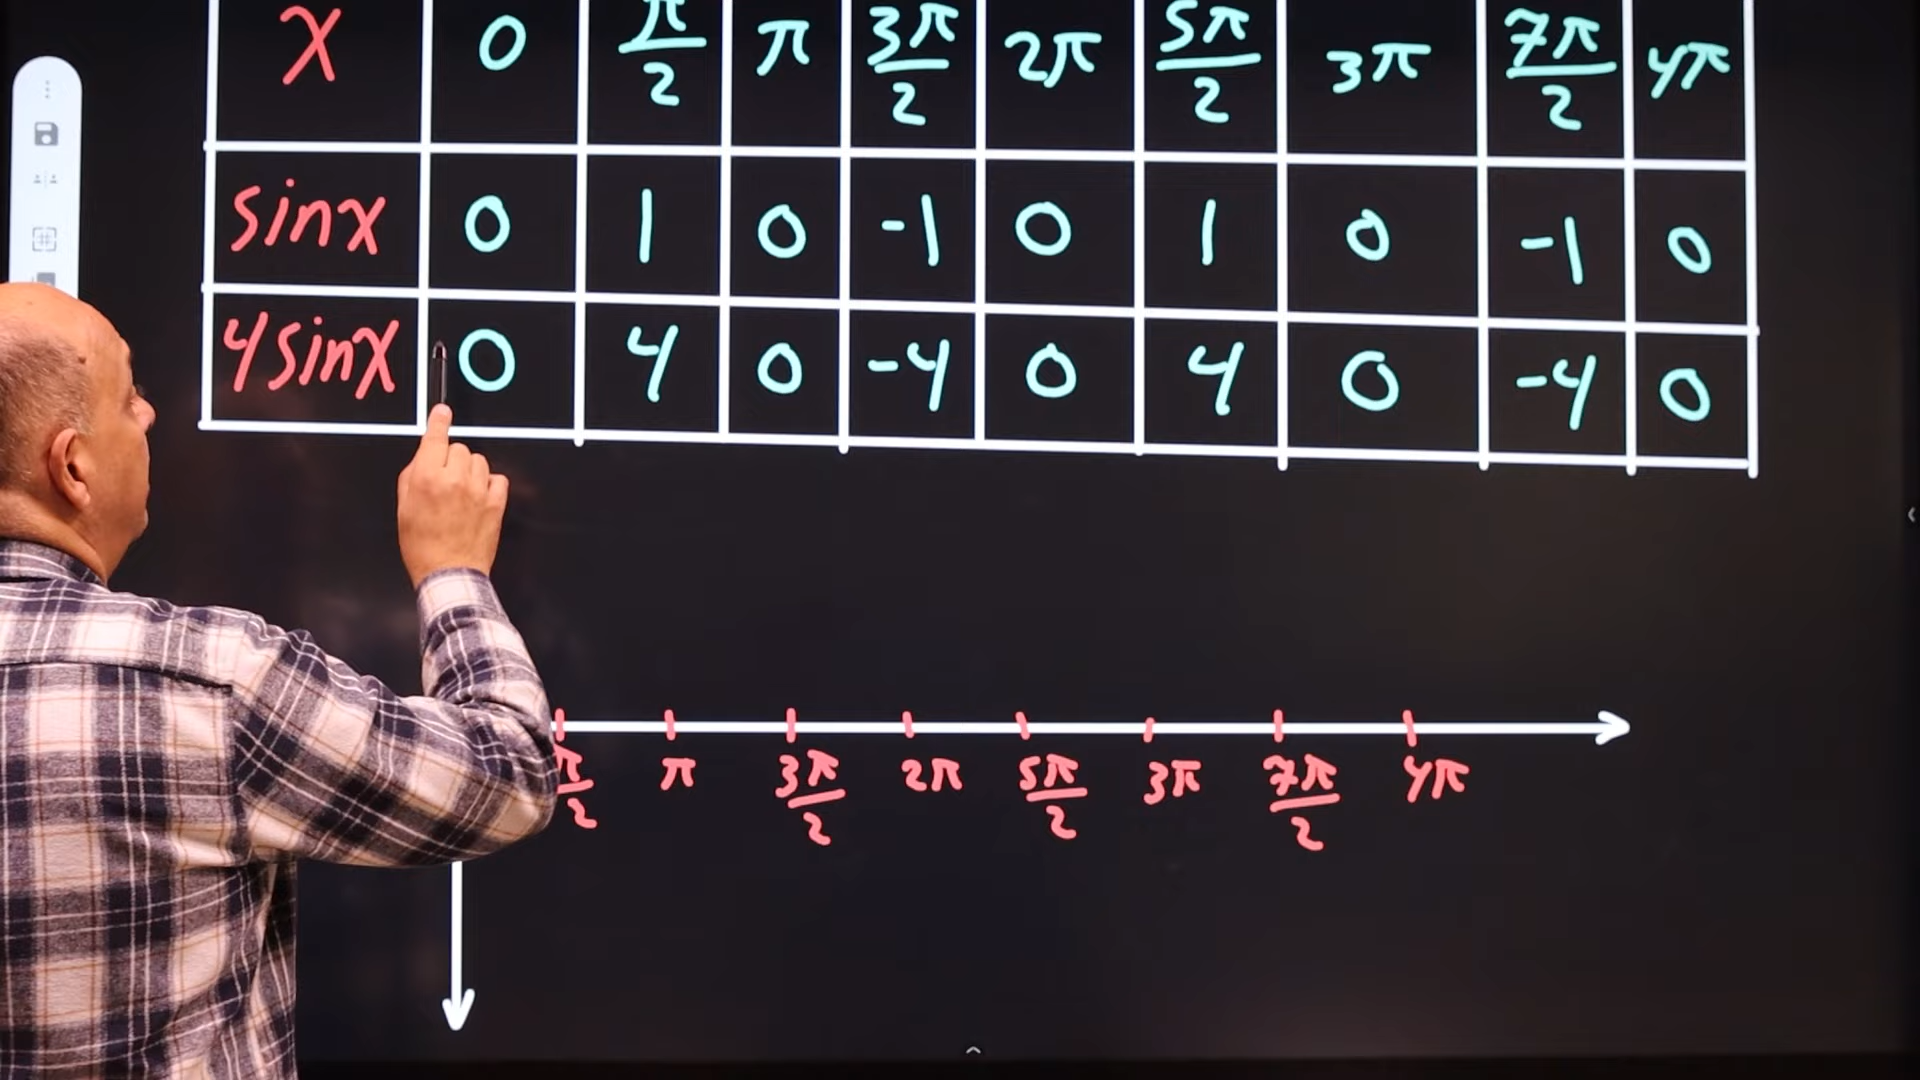 x 0 π/2 π 3π/2 2π 5π/2 3π 7π/2 4π
sinx 0 1 0 -1 0 1 0 -1 0
4sinx 0 4 0 -4 0 4 0 -4 0
π/2 π 3π/2 2π 5π/2 3π 7π/2 4π